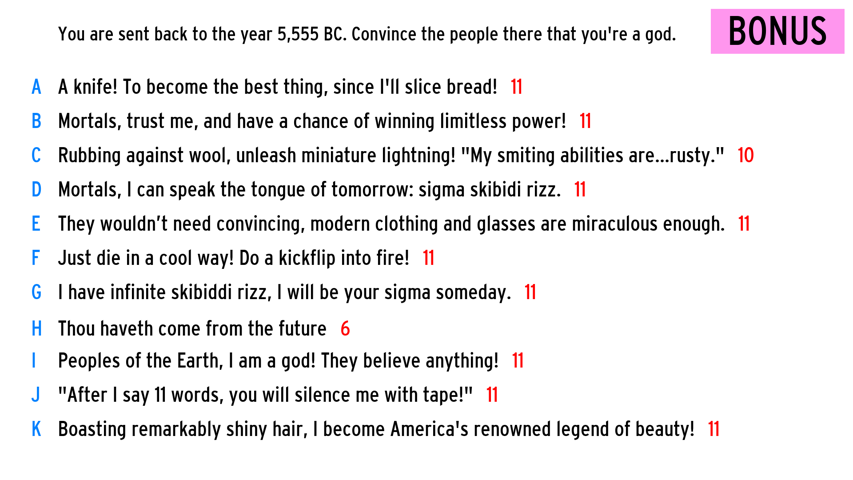 You are sent back to the year 5,555 BC. Convince the people there that you're a god. BONUS
A A knife! To become the best thing, since I'll slice bread! 11
B Mortals, trust me, and have a chance of winning limitless power! 11
C Rubbing against wool, unleash miniature lightning! "My smiting abilities are...rusty." 10
D Mortals, I can speak the tongue of tomorrow: sigma skibidi rizz. 11
E They wouldn’t need convincing, modern clothing and glasses are miraculous enough. 11
F Just die in a cool way! Do a kickflip into fire! 11
G I have infinite skibiddi rizz, I will be your sigma someday. 11
H Thou haveth come from the future 6
I Peoples of the Earth, I am a god! They believe anything! 11
J "After I say 11 words, you will silence me with tape!" 11
K Boasting remarkably shiny hair, I become America's renowned legend of beauty! 11